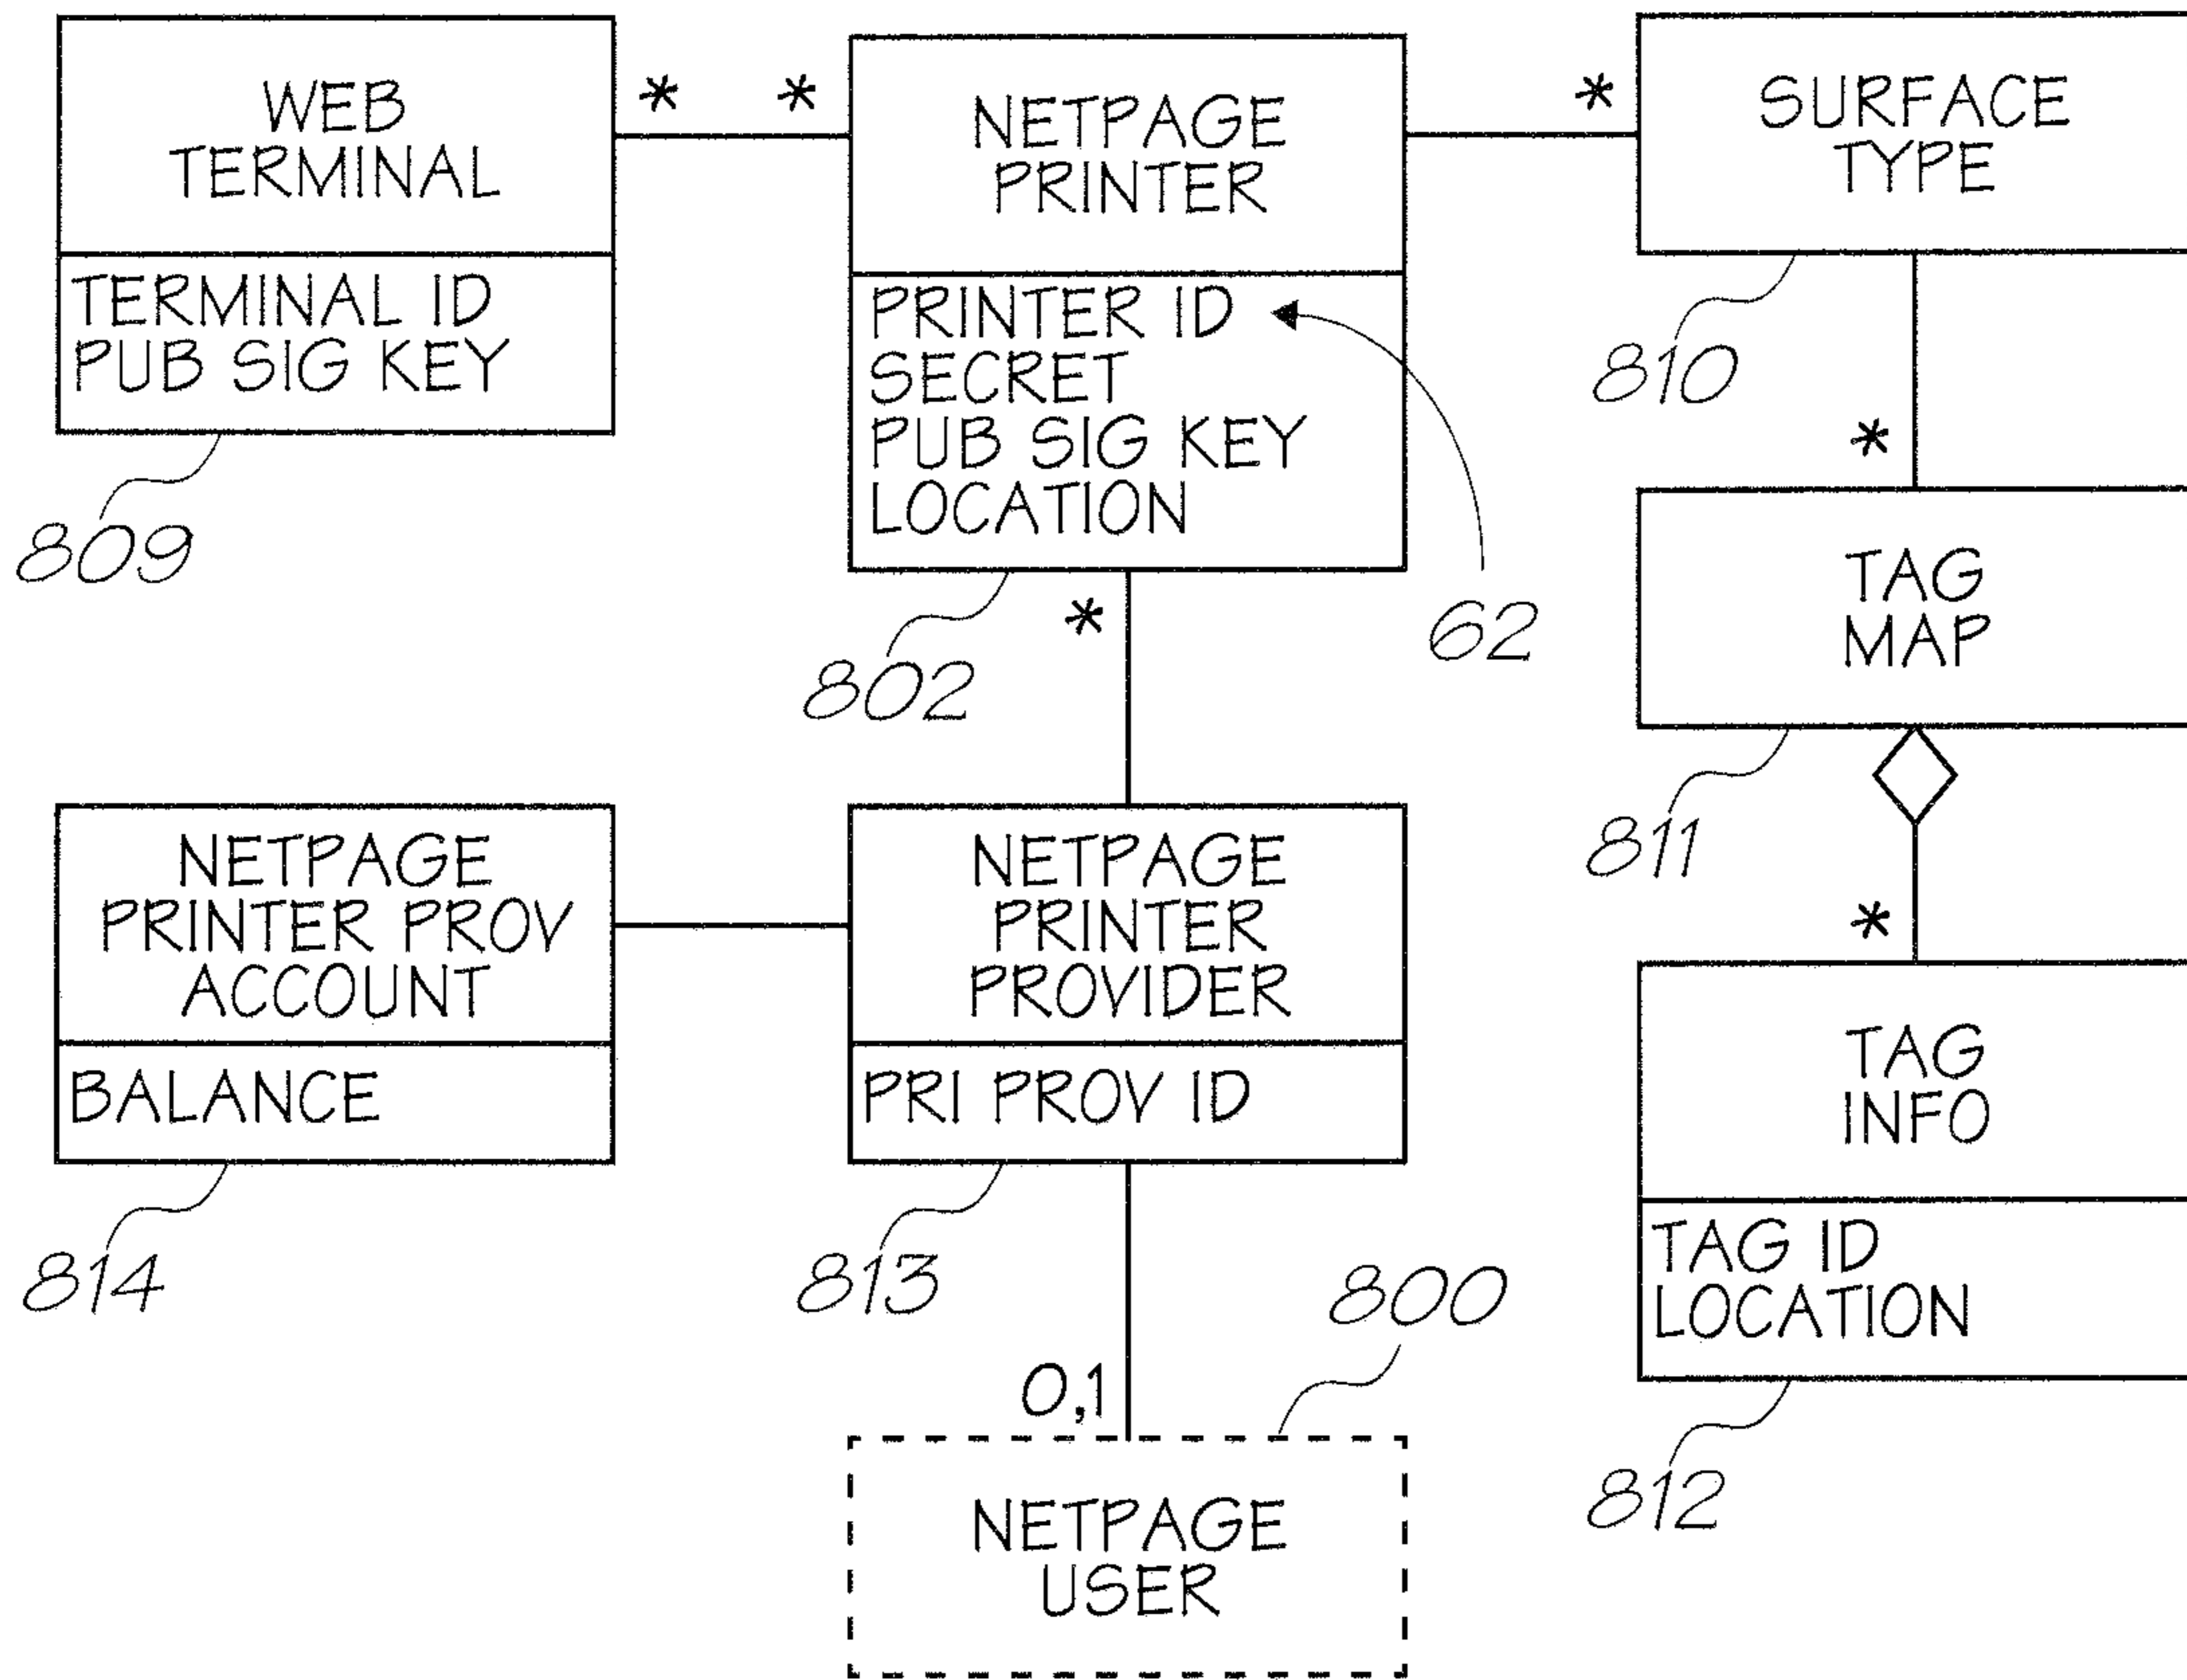 WEB
TERMINAL
TERMINAL ID
PUB SIG KEY
809
*
*
NETPAGE
PRINTER
PRINTER ID
SECRET
PUB SIG KEY
LOCATION
802
62
*
*
SURFACE
TYPE
810
*
TAG
MAP
811
*
TAG
INFO
TAG ID
LOCATION
812
NETPAGE
PRINTER PROV
ACCOUNT
BALANCE
814
NETPAGE
PRINTER
PROVIDER
PRI PROV ID
813
0,1
800
NETPAGE
USER